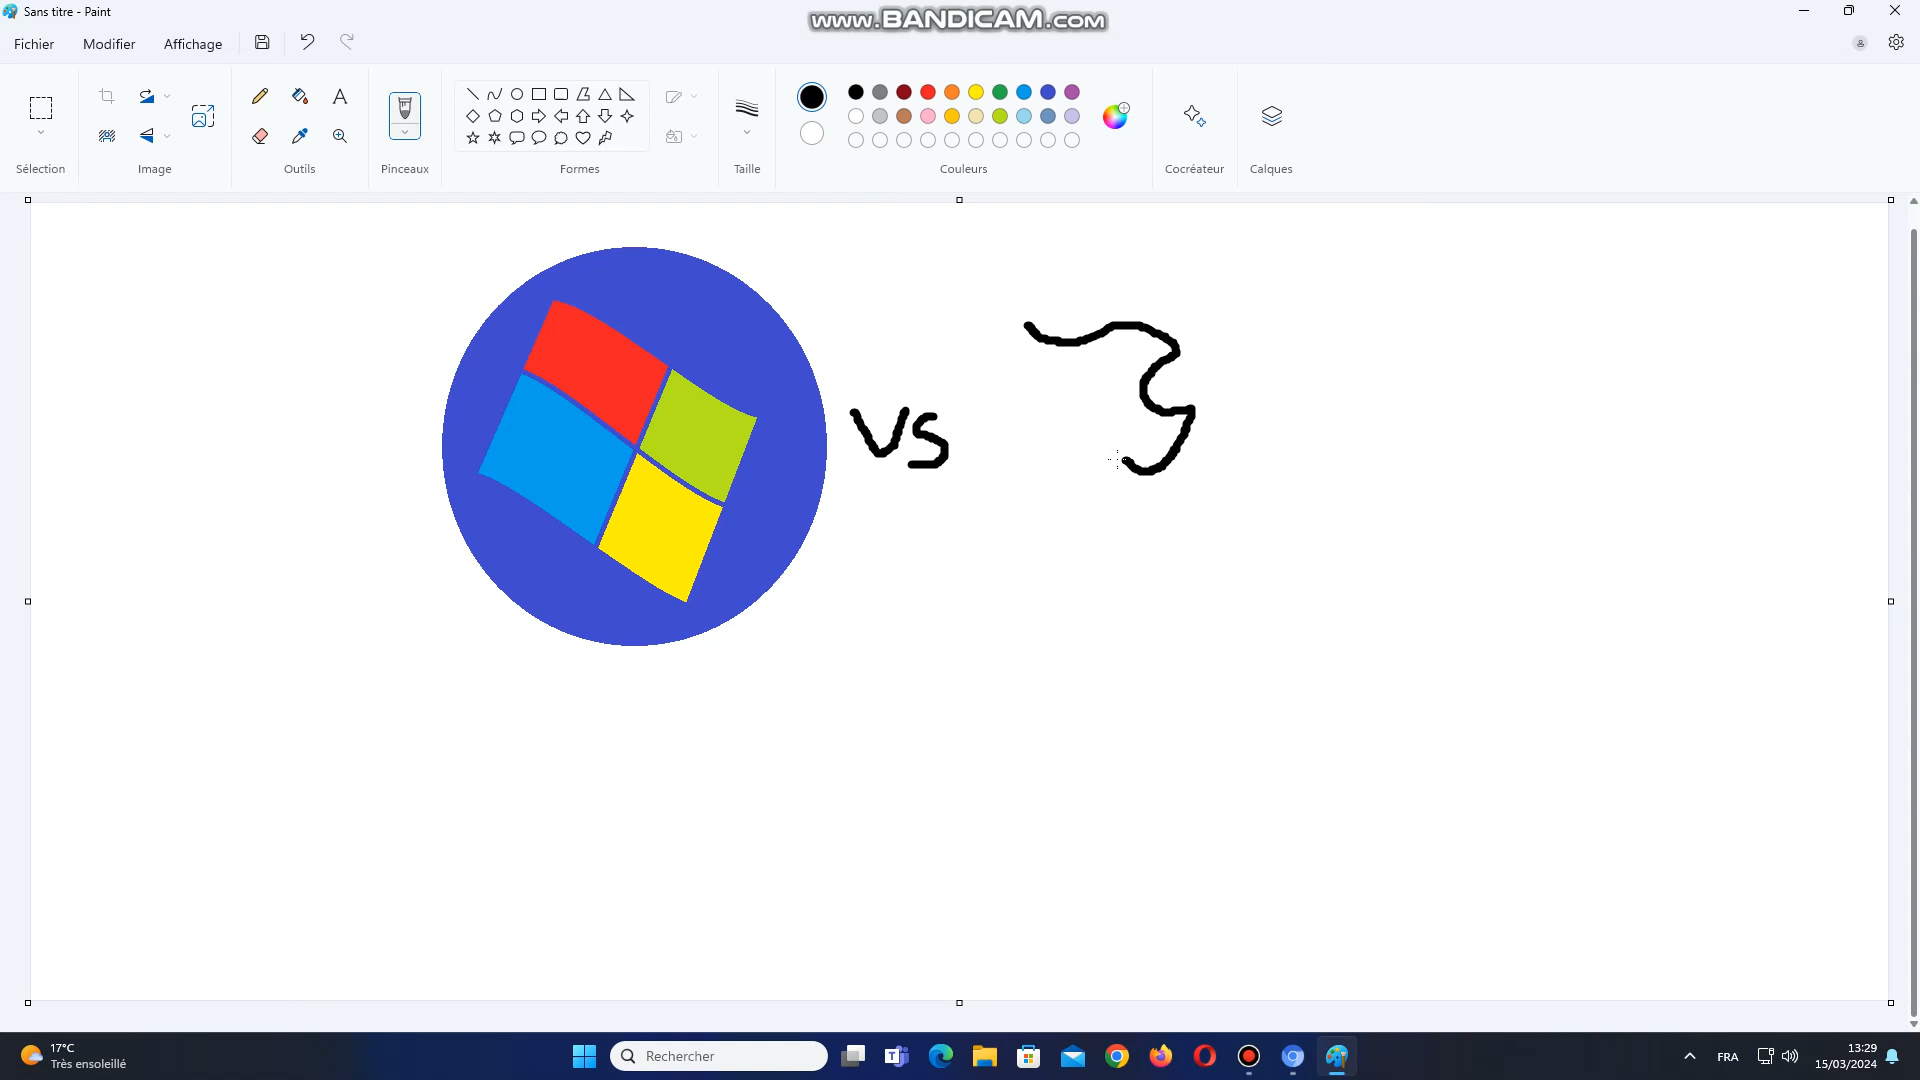 Sans titre - Paint
www.BANDICAM.com
Fichier
Modifier
Affichage
Sélection
Image
Outils
Pinceaux
Formes
Taille
Couleurs
Cocréateur
Calques
vs
17°C
Très ensoleillé
Rechercher
FRA
13:29
15/03/2024